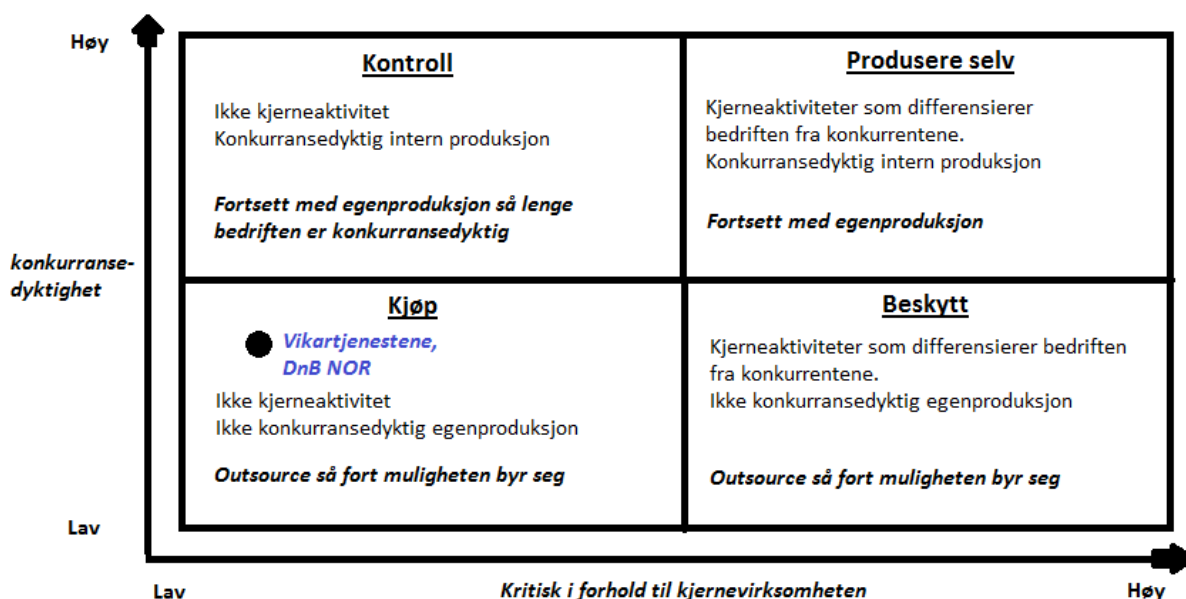 Høy
Kontroll
Ikke kjerneaktivitet
Konkurransedyktig intern produksjon
Fortsett med egenproduksjon så lenge
bedriften er konkurransedyktig
Produsere selv
Kjerneaktiviteter som differensierer
bedriften fra konkurrentene.
Konkurransedyktig intern produksjon
Fortsett med egenproduksjon
konkurranse-
dyktighet
Kjøp
Vikartjenestene,
DnB NOR
Ikke kjerneaktivitet
Ikke konkurransedyktig egenproduksjon
Outsource så fort muligheten byr seg
Beskytt
Kjerneaktiviteter som differensierer bedriften
fra konkurrentene.
Ikke konkurransedyktig egenproduksjon
Outsource så fort muligheten byr seg
Lav
Lav
Kritisk i forhold til kjernevirksomheten
Høy